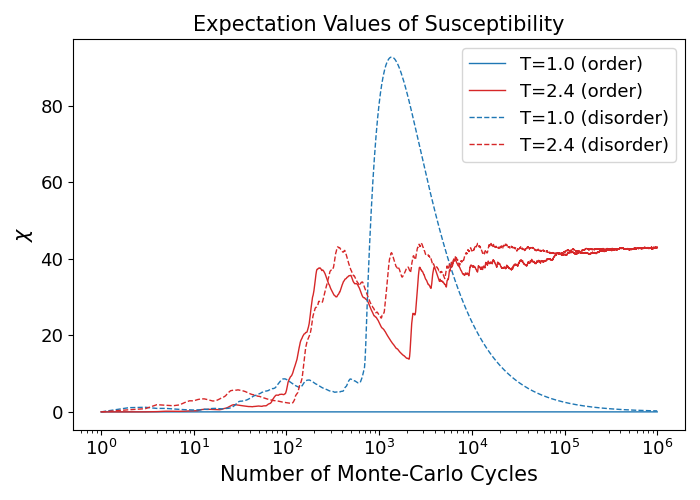 Expectation Values of Susceptibility
T=1.0 (order)
T=2.4 (order)
T=1.0 (disorder)
T=2.4 (disorder)
χ
80
60
40
20
0
10⁰ 10¹ 10² 10³ 10⁴ 10⁵ 10⁶
Number of Monte-Carlo Cycles